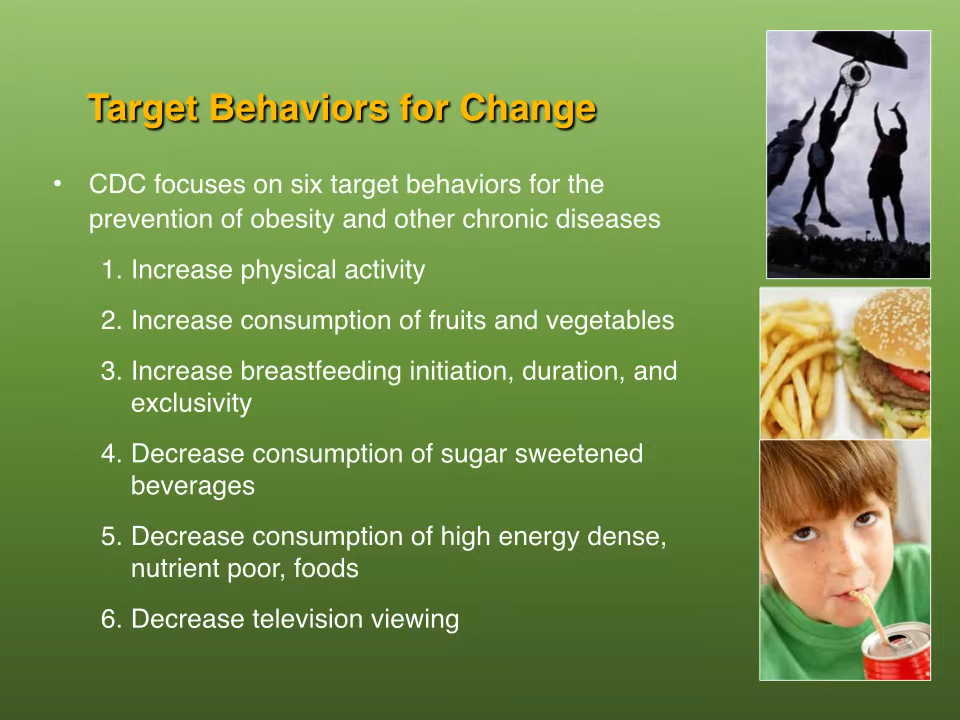 Target Behaviors for Change
• CDC focuses on six target behaviors for the
prevention of obesity and other chronic diseases
1. Increase physical activity
2. Increase consumption of fruits and vegetables
3. Increase breastfeeding initiation, duration, and
exclusivity
4. Decrease consumption of sugar sweetened
beverages
5. Decrease consumption of high energy dense,
nutrient poor, foods
6. Decrease television viewing